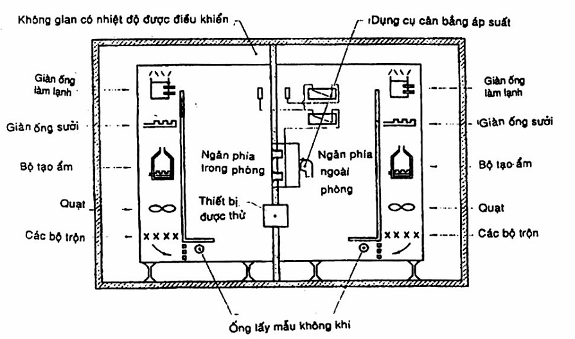 Không gian có nhiệt độ được điều khiển
Dụng cụ cân bằng áp suất
Giàn ống
làm lạnh
Giàn ống sưởi
Bộ tạo ẩm
Quạt
Các bộ trộn
Ngăn phía
trong phòng
Ngăn phía
ngoài
phòng
Thiết bị
được thử
Giàn ống
làm lạnh
Giàn ống sưởi
Bộ tạo ẩm
Quạt
Các bộ trộn
Ống lấy mẫu không khí